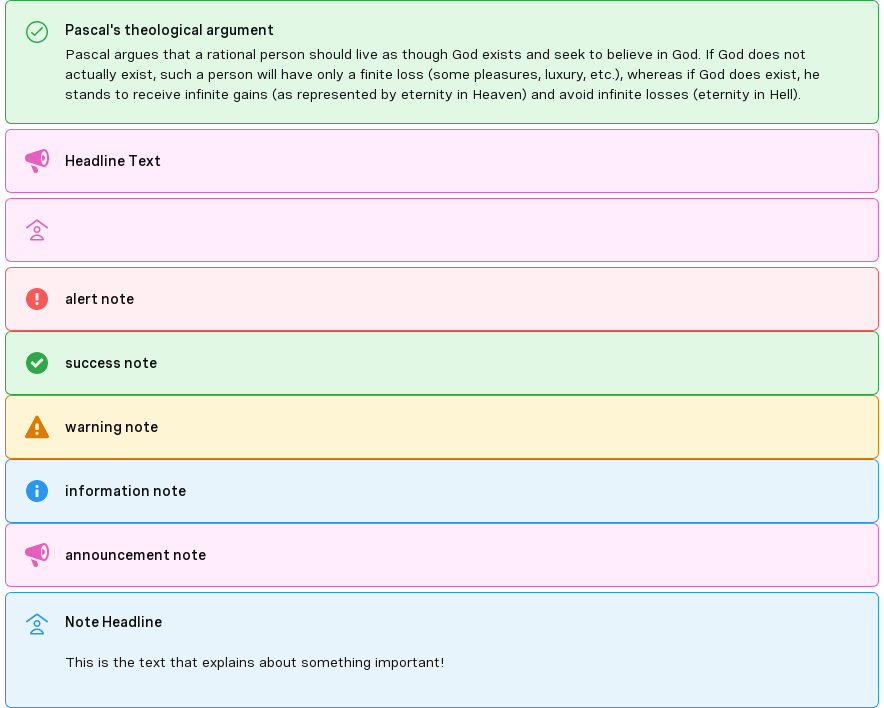 Pascal's theological argument
Pascal argues that a rational person should live as though God exists and seek to believe in God. If God does not
actually exist, such a person will have only a finite loss (some pleasures, luxury, etc.), whereas if God does exist, he
stands to receive infinite gains (as represented by eternity in Heaven) and avoid infinite losses (eternity in Hell).
Headline Text
alert note
success note
warning note
information note
announcement note
Note Headline
This is the text that explains about something important!